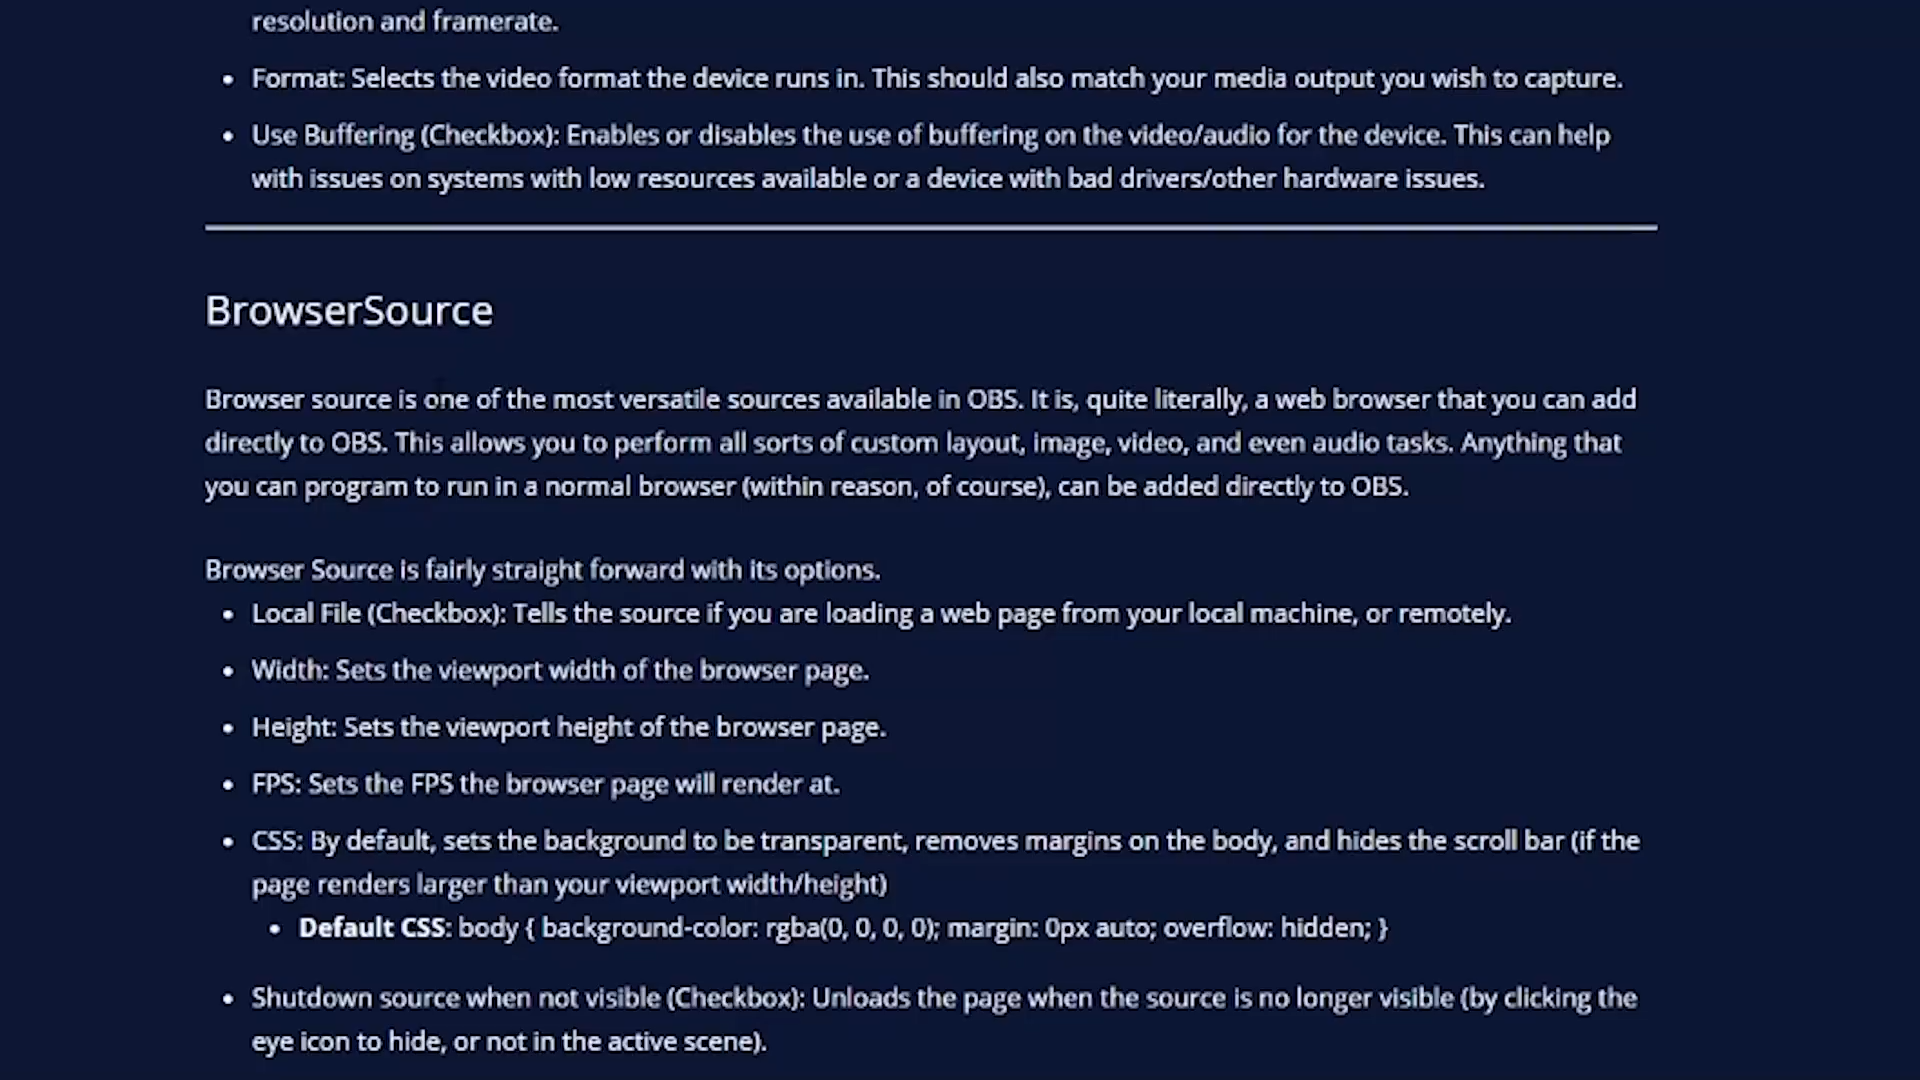 resolution and framerate.
• Format: Selects the video format the device runs in. This should also match your media output you wish to capture.
• Use Buffering (Checkbox): Enables or disables the use of buffering on the video/audio for the device. This can help
with issues on systems with low resources available or a device with bad drivers/other hardware issues.
BrowserSource
Browser source is one of the most versatile sources available in OBS. It is, quite literally, a web browser that you can add
directly to OBS. This allows you to perform all sorts of custom layout, image, video, and even audio tasks. Anything that
you can program to run in a normal browser (within reason, of course), can be added directly to OBS.
Browser Source is fairly straight forward with its options.
• Local File (Checkbox): Tells the source if you are loading a web page from your local machine, or remotely.
• Width: Sets the viewport width of the browser page.
• Height: Sets the viewport height of the browser page.
• FPS: Sets the FPS the browser page will render at.
• CSS: By default, sets the background to be transparent, removes margins on the body, and hides the scroll bar (if the
page renders larger than your viewport width/height)
• Default CSS: body { background-color: rgba(0, 0, 0, 0); margin: 0px auto; overflow: hidden; }
• Shutdown source when not visible (Checkbox): Unloads the page when the source is no longer visible (by clicking the
eye icon to hide, or not in the active scene).